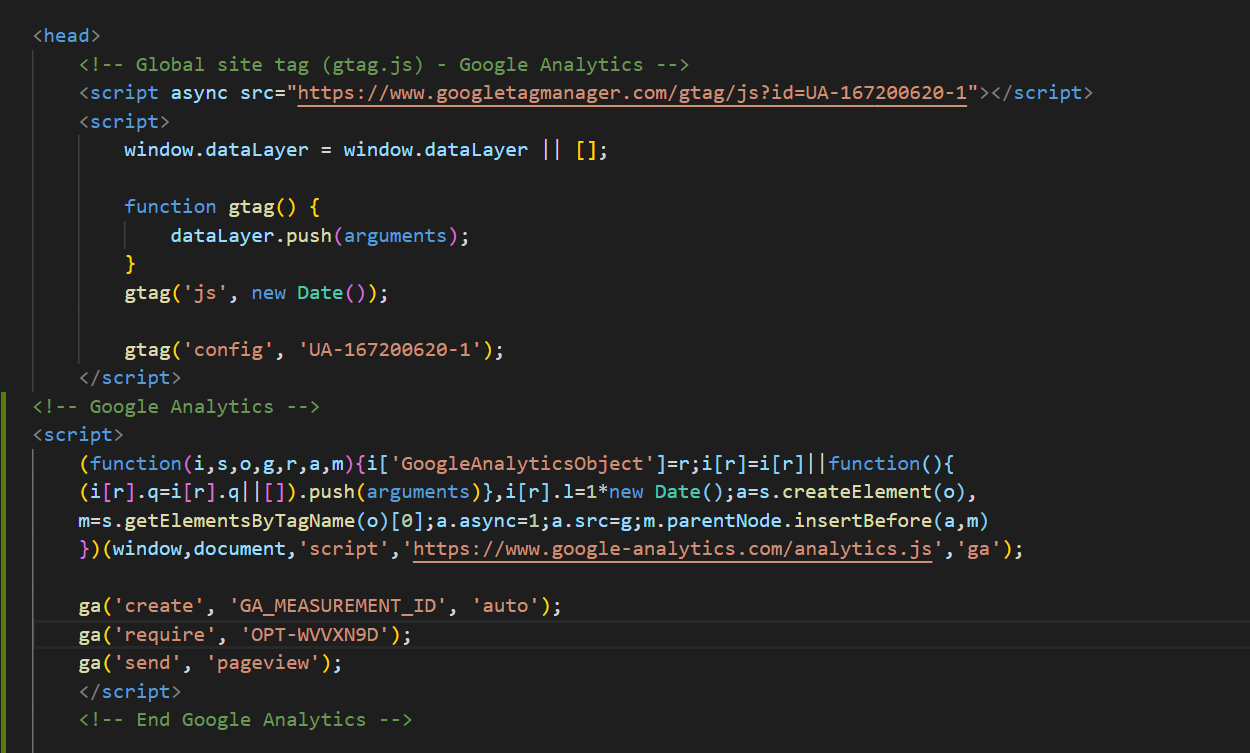 <head>
<!-- Global site tag (gtag.js) - Google Analytics -->
<script async src="https://www.googletagmanager.com/gtag/js?id=UA-167200620-1"></script>
<script>
window.dataLayer = window.dataLayer || [];
function gtag() {
dataLayer.push(arguments);
}
gtag('js', new Date());
gtag('config', 'UA-167200620-1');
</script>
<!-- Google Analytics -->
<script>
(function(i,s,o,g,r,a,m){i['GoogleAnalyticsObject']=r;i[r]=i[r]||function(){
(i[r].q=i[r].q||[]).push(arguments)},i[r].l=1*new Date();a=s.createElement(o),
m=s.getElementsByTagName(o)[0];a.async=1;a.src=g;m.parentNode.insertBefore(a,m)
})(window,document,'script','https://www.google-analytics.com/analytics.js','ga');
ga('create', 'GA_MEASUREMENT_ID', 'auto');
ga('require', 'OPT-WVVXN9D');
ga('send', 'pageview');
</script>
<!-- End Google Analytics -->